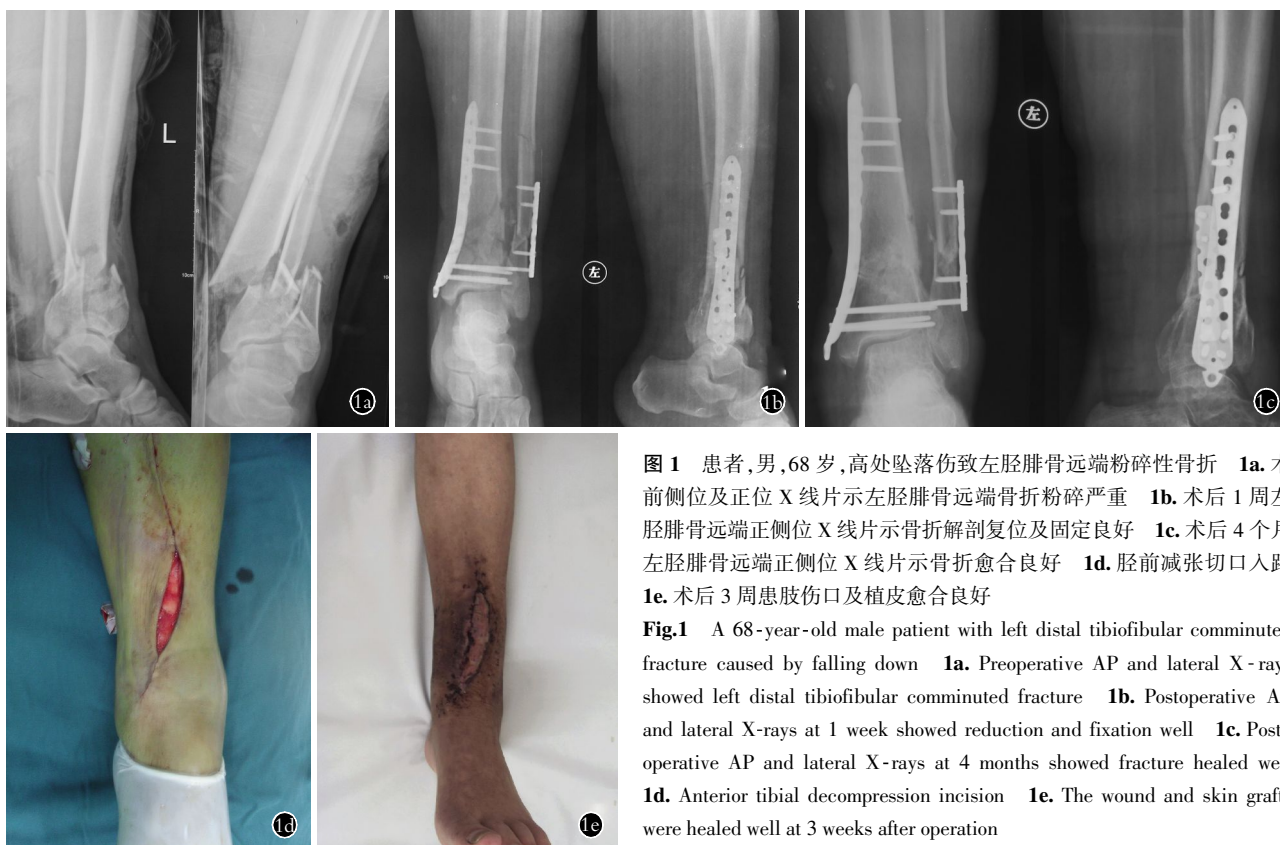 L
10cm
1a
左
1b
左
1c
1d
1e
图 1 患者,男,68 岁,高处坠落伤致左胫腓骨远端粉碎性骨折 1a. 术
前侧位及正位 X 线片示左胫腓骨远端骨折粉碎严重 1b. 术后 1 周左
胫腓骨远端正侧位 X 线片示骨折解剖复位及固定良好 1c. 术后 4 个月
左胫腓骨远端正侧位 X 线片示骨折愈合良好 1d. 胫前减张切口入路
1e. 术后 3 周患肢伤口及植皮愈合良好
Fig.1 A 68-year-old male patient with left distal tibiofibular comminute
fracture caused by falling down 1a. Preoperative AP and lateral X-ray
showed left distal tibiofibular comminuted fracture 1b. Postoperative A
and lateral X-rays at 1 week showed reduction and fixation well 1c. Post
operative AP and lateral X-rays at 4 months showed fracture healed we
1d. Anterior tibial decompression incision 1e. The wound and skin graft
were healed well at 3 weeks after operation